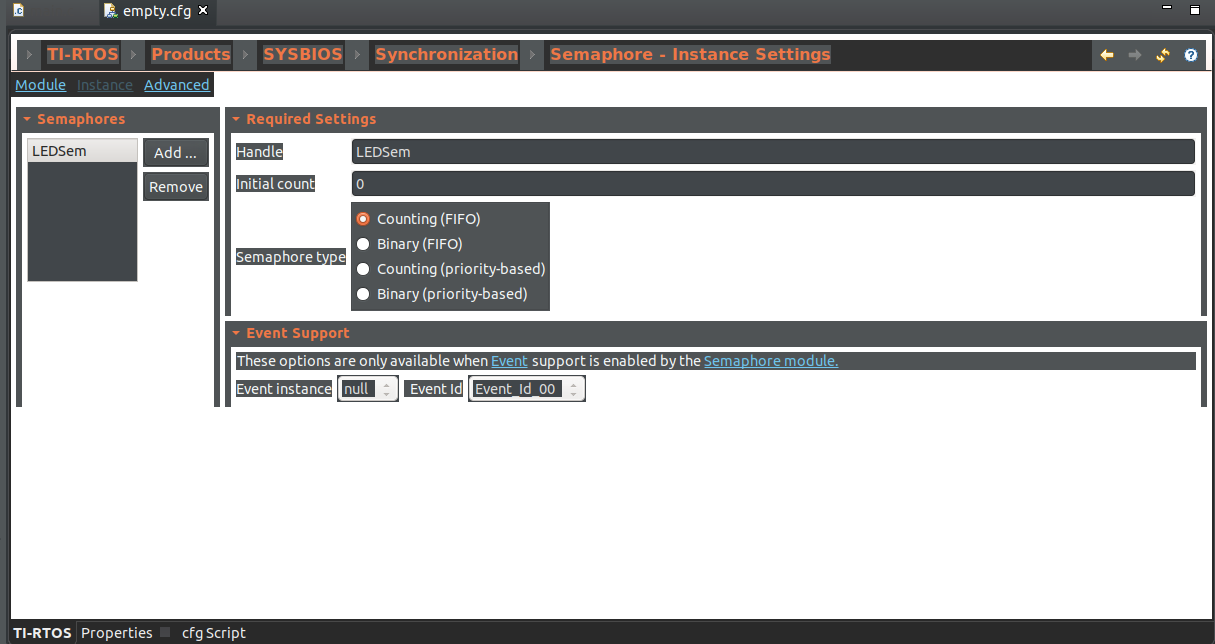 .c empty.cfg
TI-RTOS Products SYSBIOS Synchronization Semaphore - Instance Settings
Module Instance Advanced
Semaphores
LEDSem
Add ...
Remove
Required Settings
Handle LEDSem
Initial count 0
Semaphore type
Counting (FIFO)
Binary (FIFO)
Counting (priority-based)
Binary (priority-based)
Event Support
These options are only available when Event support is enabled by the Semaphore module.
Event instance null Event Id Event_Id_00
TI-RTOS Properties cfg Script